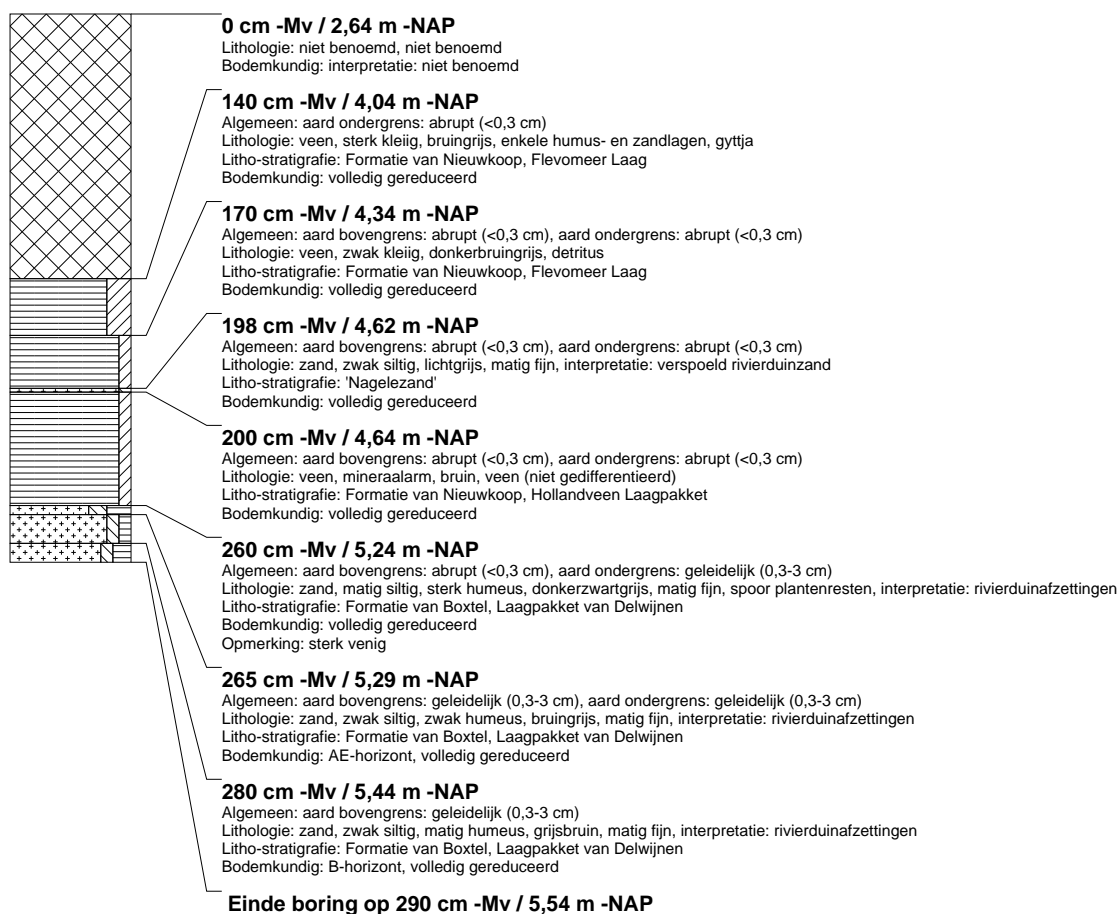 0 cm -Mv / 2,64 m -NAP
Lithologie: niet benoemd, niet benoemd
Bodemkundig: interpretatie: niet benoemd
140 cm -Mv / 4,04 m -NAP
Algemeen: aard ondergrens: abrupt (<0,3 cm)
Lithologie: veen, sterk kleiig, bruingrijs, enkele humus- en zandlagen, gyttja
Litho-stratigrafie: Formatie van Nieuwkoop, Flevomeer Laag
Bodemkundig: volledig gereduceerd
170 cm -Mv / 4,34 m -NAP
Algemeen: aard bovengrens: abrupt (<0,3 cm), aard ondergrens: abrupt (<0,3 cm)
Lithologie: veen, zwak kleiig, donkerbruingrijs, detritus
Litho-stratigrafie: Formatie van Nieuwkoop, Flevomeer Laag
Bodemkundig: volledig gereduceerd
198 cm -Mv / 4,62 m -NAP
Algemeen: aard bovengrens: abrupt (<0,3 cm), aard ondergrens: abrupt (<0,3 cm)
Lithologie: zand, zwak siltig, lichtgrijs, matig fijn, interpretatie: verspoeld rivierduinzand
Litho-stratigrafie: 'Nagelezand'
Bodemkundig: volledig gereduceerd
200 cm -Mv / 4,64 m -NAP
Algemeen: aard bovengrens: abrupt (<0,3 cm), aard ondergrens: abrupt (<0,3 cm)
Lithologie: veen, mineraalarm, bruin, veen (niet gedifferentieerd)
Litho-stratigrafie: Formatie van Nieuwkoop, Hollandveen Laagpakket
Bodemkundig: volledig gereduceerd
260 cm -Mv / 5,24 m -NAP
Algemeen: aard bovengrens: abrupt (<0,3 cm), aard ondergrens: geleidelijk (0,3-3 cm)
Lithologie: zand, matig siltig, sterk humeus, donkerzwartgrijs, matig fijn, spoor plantenresten, interpretatie: rivierduinafzettingen
Litho-stratigrafie: Formatie van Boxtel, Laagpakket van Delwijnen
Bodemkundig: volledig gereduceerd
Opmerking: sterk venig
265 cm -Mv / 5,29 m -NAP
Algemeen: aard bovengrens: geleidelijk (0,3-3 cm), aard ondergrens: geleidelijk (0,3-3 cm)
Lithologie: zand, zwak siltig, zwak humeus, bruingrijs, matig fijn, interpretatie: rivierduinafzettingen
Litho-stratigrafie: Formatie van Boxtel, Laagpakket van Delwijnen
Bodemkundig: AE-horizont, volledig gereduceerd
280 cm -Mv / 5,44 m -NAP
Algemeen: aard bovengrens: geleidelijk (0,3-3 cm)
Lithologie: zand, zwak siltig, matig humeus, grijsbruin, matig fijn, interpretatie: rivierduinafzettingen
Litho-stratigrafie: Formatie van Boxtel, Laagpakket van Delwijnen
Bodemkundig: B-horizont, volledig gereduceerd
Einde boring op 290 cm -Mv / 5,54 m -NAP